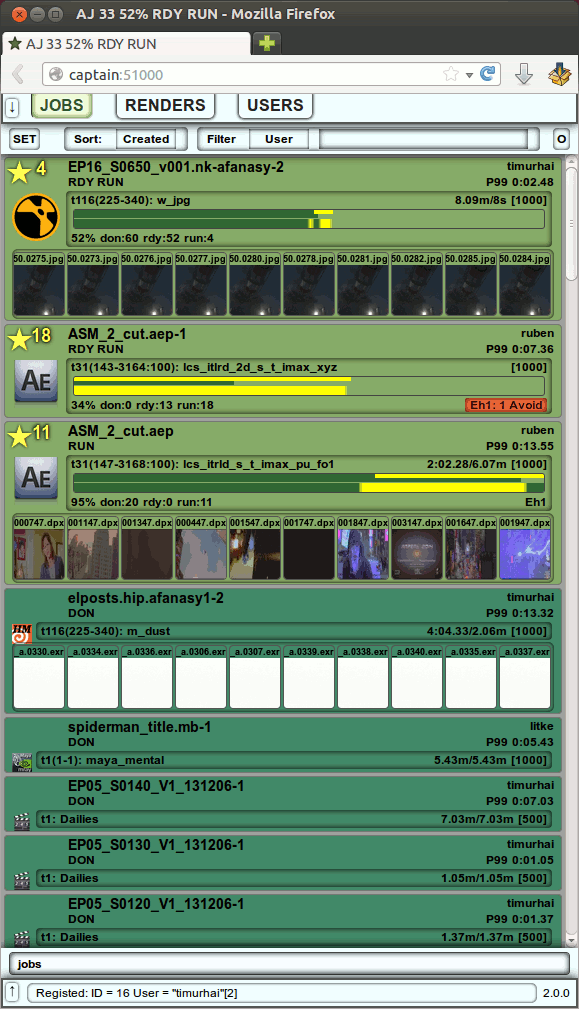 AJ 33 52% RDY RUN - Mozilla Firefox
AJ 33 52% RDY RUN
captain:51000
↓ JOBS RENDERS USERS
SET Sort: Created Filter User O
4 EP16_S0650_v001.nk-afanasy-2 timurhai
RDY RUN P99 0:02.48
t116(225-340): w_jpg 8.09m/8s [1000]
52% don:60 rdy:52 run:4
50.0275.jpg 50.0273.jpg 50.0276.jpg 50.0277.jpg 50.0280.jpg 50.0278.jpg 50.0281.jpg 50.0282.jpg 50.0285.jpg 50.0284.jpg
18 ASM_2_cut.aep-1 ruben
RDY RUN P99 0:07.36
AE t31(143-3164:100): lcs_itlrd_2d_s_t_imax_xyz [1000]
34% don:0 rdy:13 run:18 Eh1: 1 Avoid
11 ASM_2_cut.aep ruben
RUN P99 0:13.55
AE t31(147-3168:100): lcs_itlrd_s_t_imax_pu_fo1 2:02.28/6.07m [1000]
95% don:20 rdy:0 run:11 Eh1
000747.dpx 001147.dpx 001347.dpx 000447.dpx 001547.dpx 001747.dpx 001847.dpx 003147.dpx 001647.dpx 001947.dpx
elposts.hip.afanasy1-2 timurhai
DON P99 0:13.32
HM t116(225-340): m_dust 4:04.33/2.06m [1000]
_a.0330.exr _a.0334.exr _a.0336.exr _a.0306.exr _a.0307.exr _a.0339.exr _a.0338.exr _a.0340.exr _a.0335.exr _a.0337.exr
spiderman_title.mb-1 litke
DON P99 0:05.43
t1(1-1): maya_mental 5.43m/5.43m [1000]
EP05_S0140_V1_131206-1 timurhai
DON P99 0:07.03
t1: Dailies 7.03m/7.03m [500]
EP05_S0130_V1_131206-1 timurhai
DON P99 0:01.05
t1: Dailies 1.05m/1.05m [500]
EP05_S0120_V1_131206-1 timurhai
DON P99 0:01.37
t1: Dailies 1.37m/1.37m [500]
jobs
↑ Registed: ID = 16 User = "timurhai"[2] 2.0.0